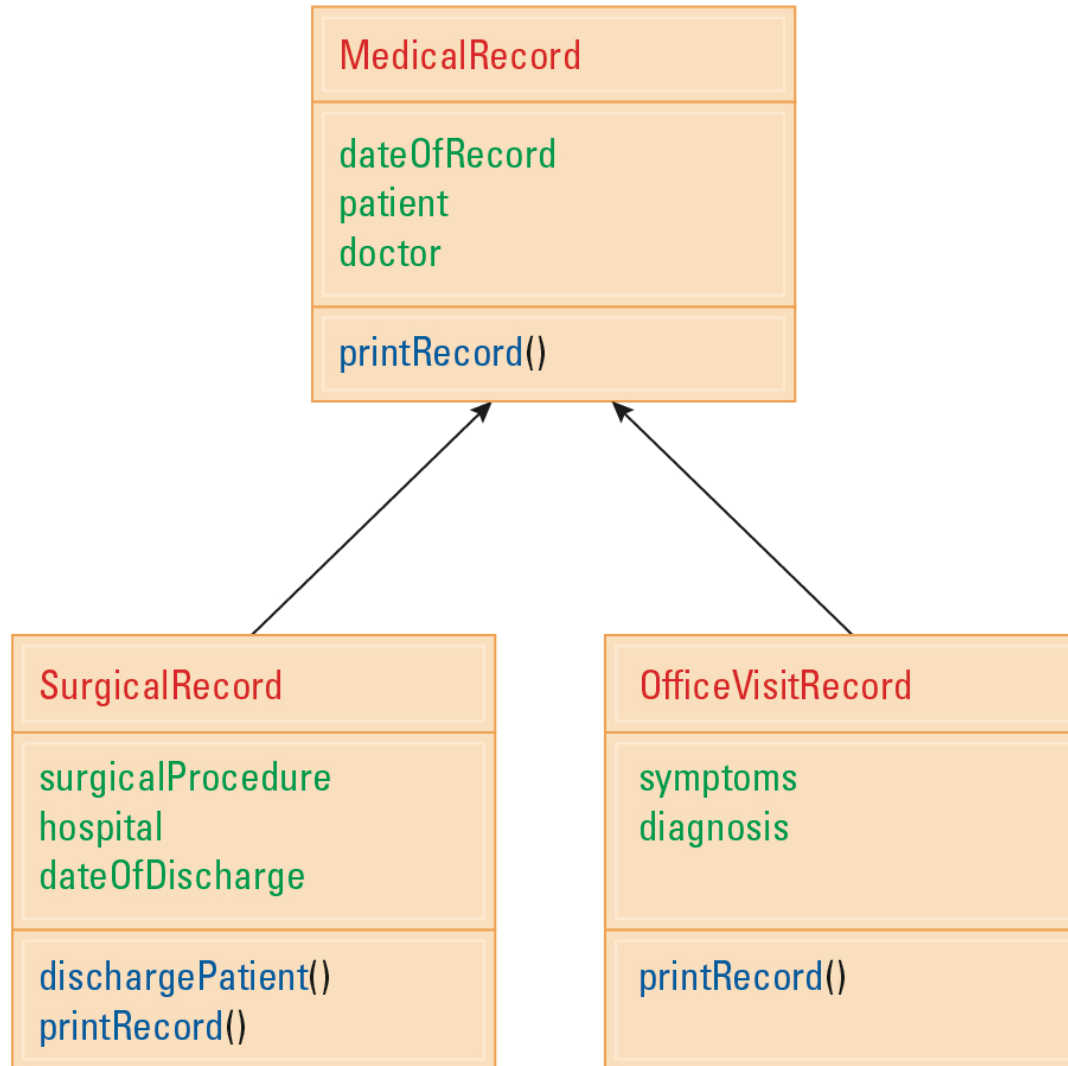 MedicalRecord
dateOfRecord
patient
doctor
printRecord()
SurgicalRecord
surgicalProcedure
hospital
dateOfDischarge
dischargePatient()
printRecord()
OfficeVisitRecord
symptoms
diagnosis
printRecord()